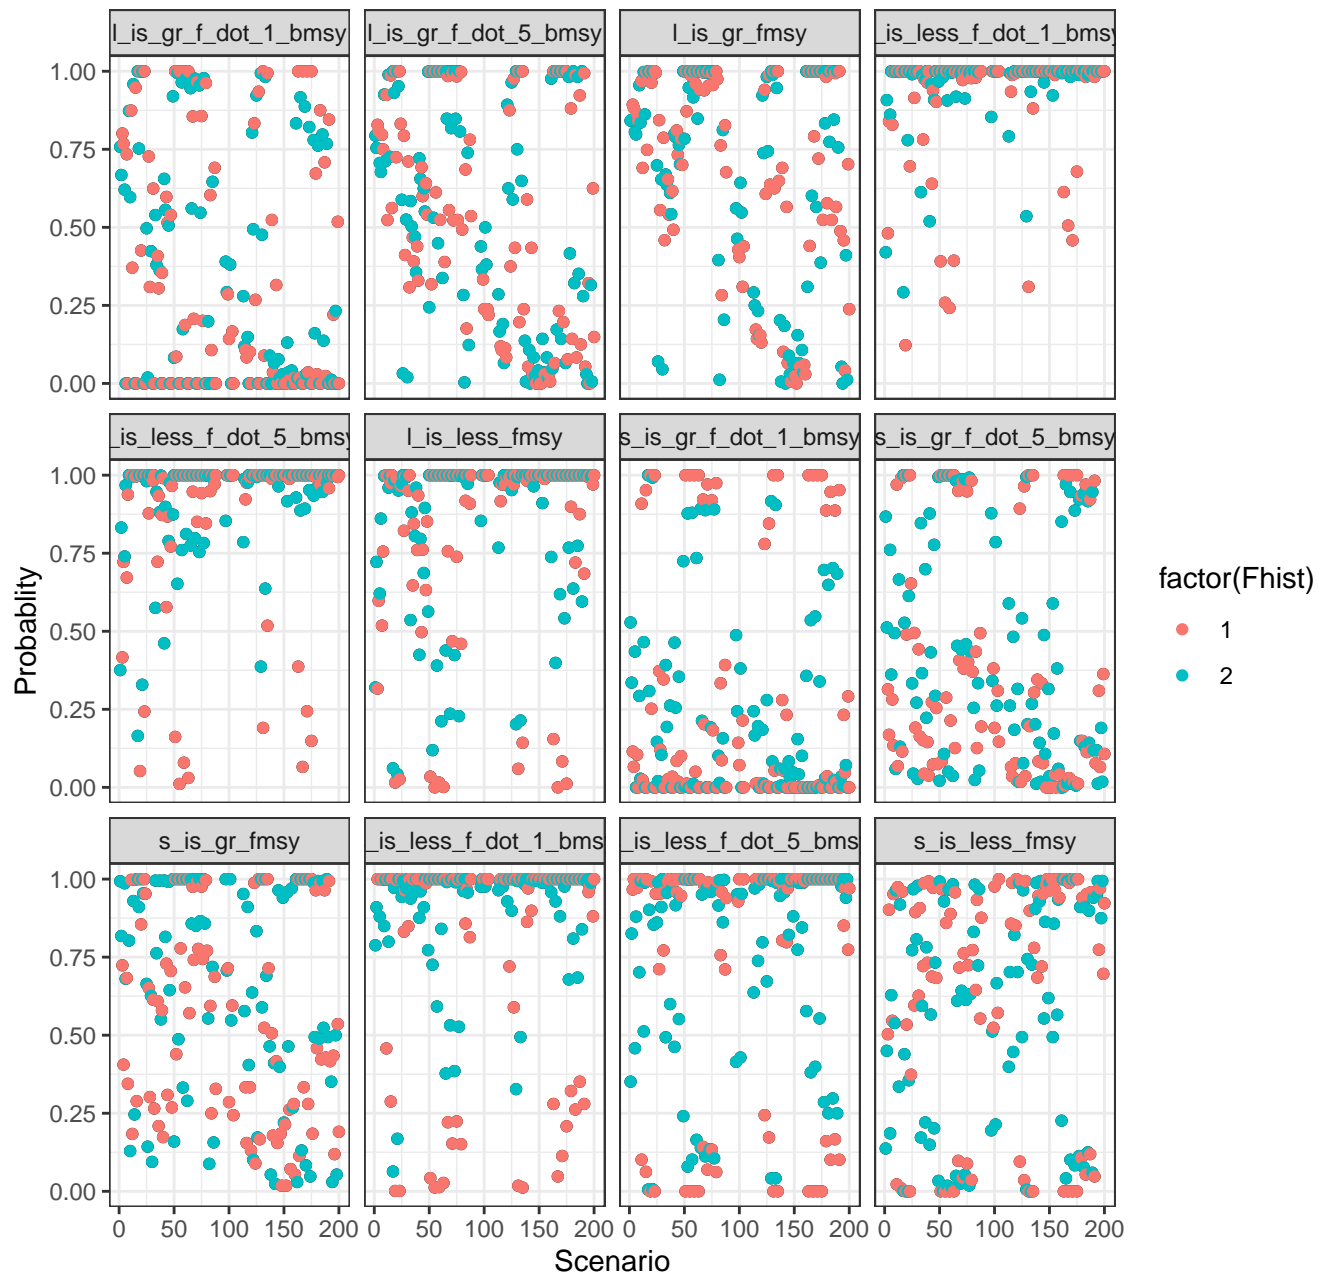 l_is_gr_f_dot_1_bmsy
l_is_gr_f_dot_5_bmsy
l_is_gr_fmsy
_is_less_f_dot_1_bmsy
1.00
0.75
0.50
0.25
0.00
_is_less_f_dot_5_bmsy
l_is_less_fmsy
s_is_gr_f_dot_1_bmsy
s_is_gr_f_dot_5_bmsy
1.00
0.75
0.50
0.25
0.00
s_is_gr_fmsy
_is_less_f_dot_1_bms
_is_less_f_dot_5_bms
s_is_less_fmsy
1.00
0.75
0.50
0.25
0.00
0 50 100 150 200
0 50 100 150 200
0 50 100 150 200
0 50 100 150 200
Scenario
Probablity
factor(Fhist)
1
2